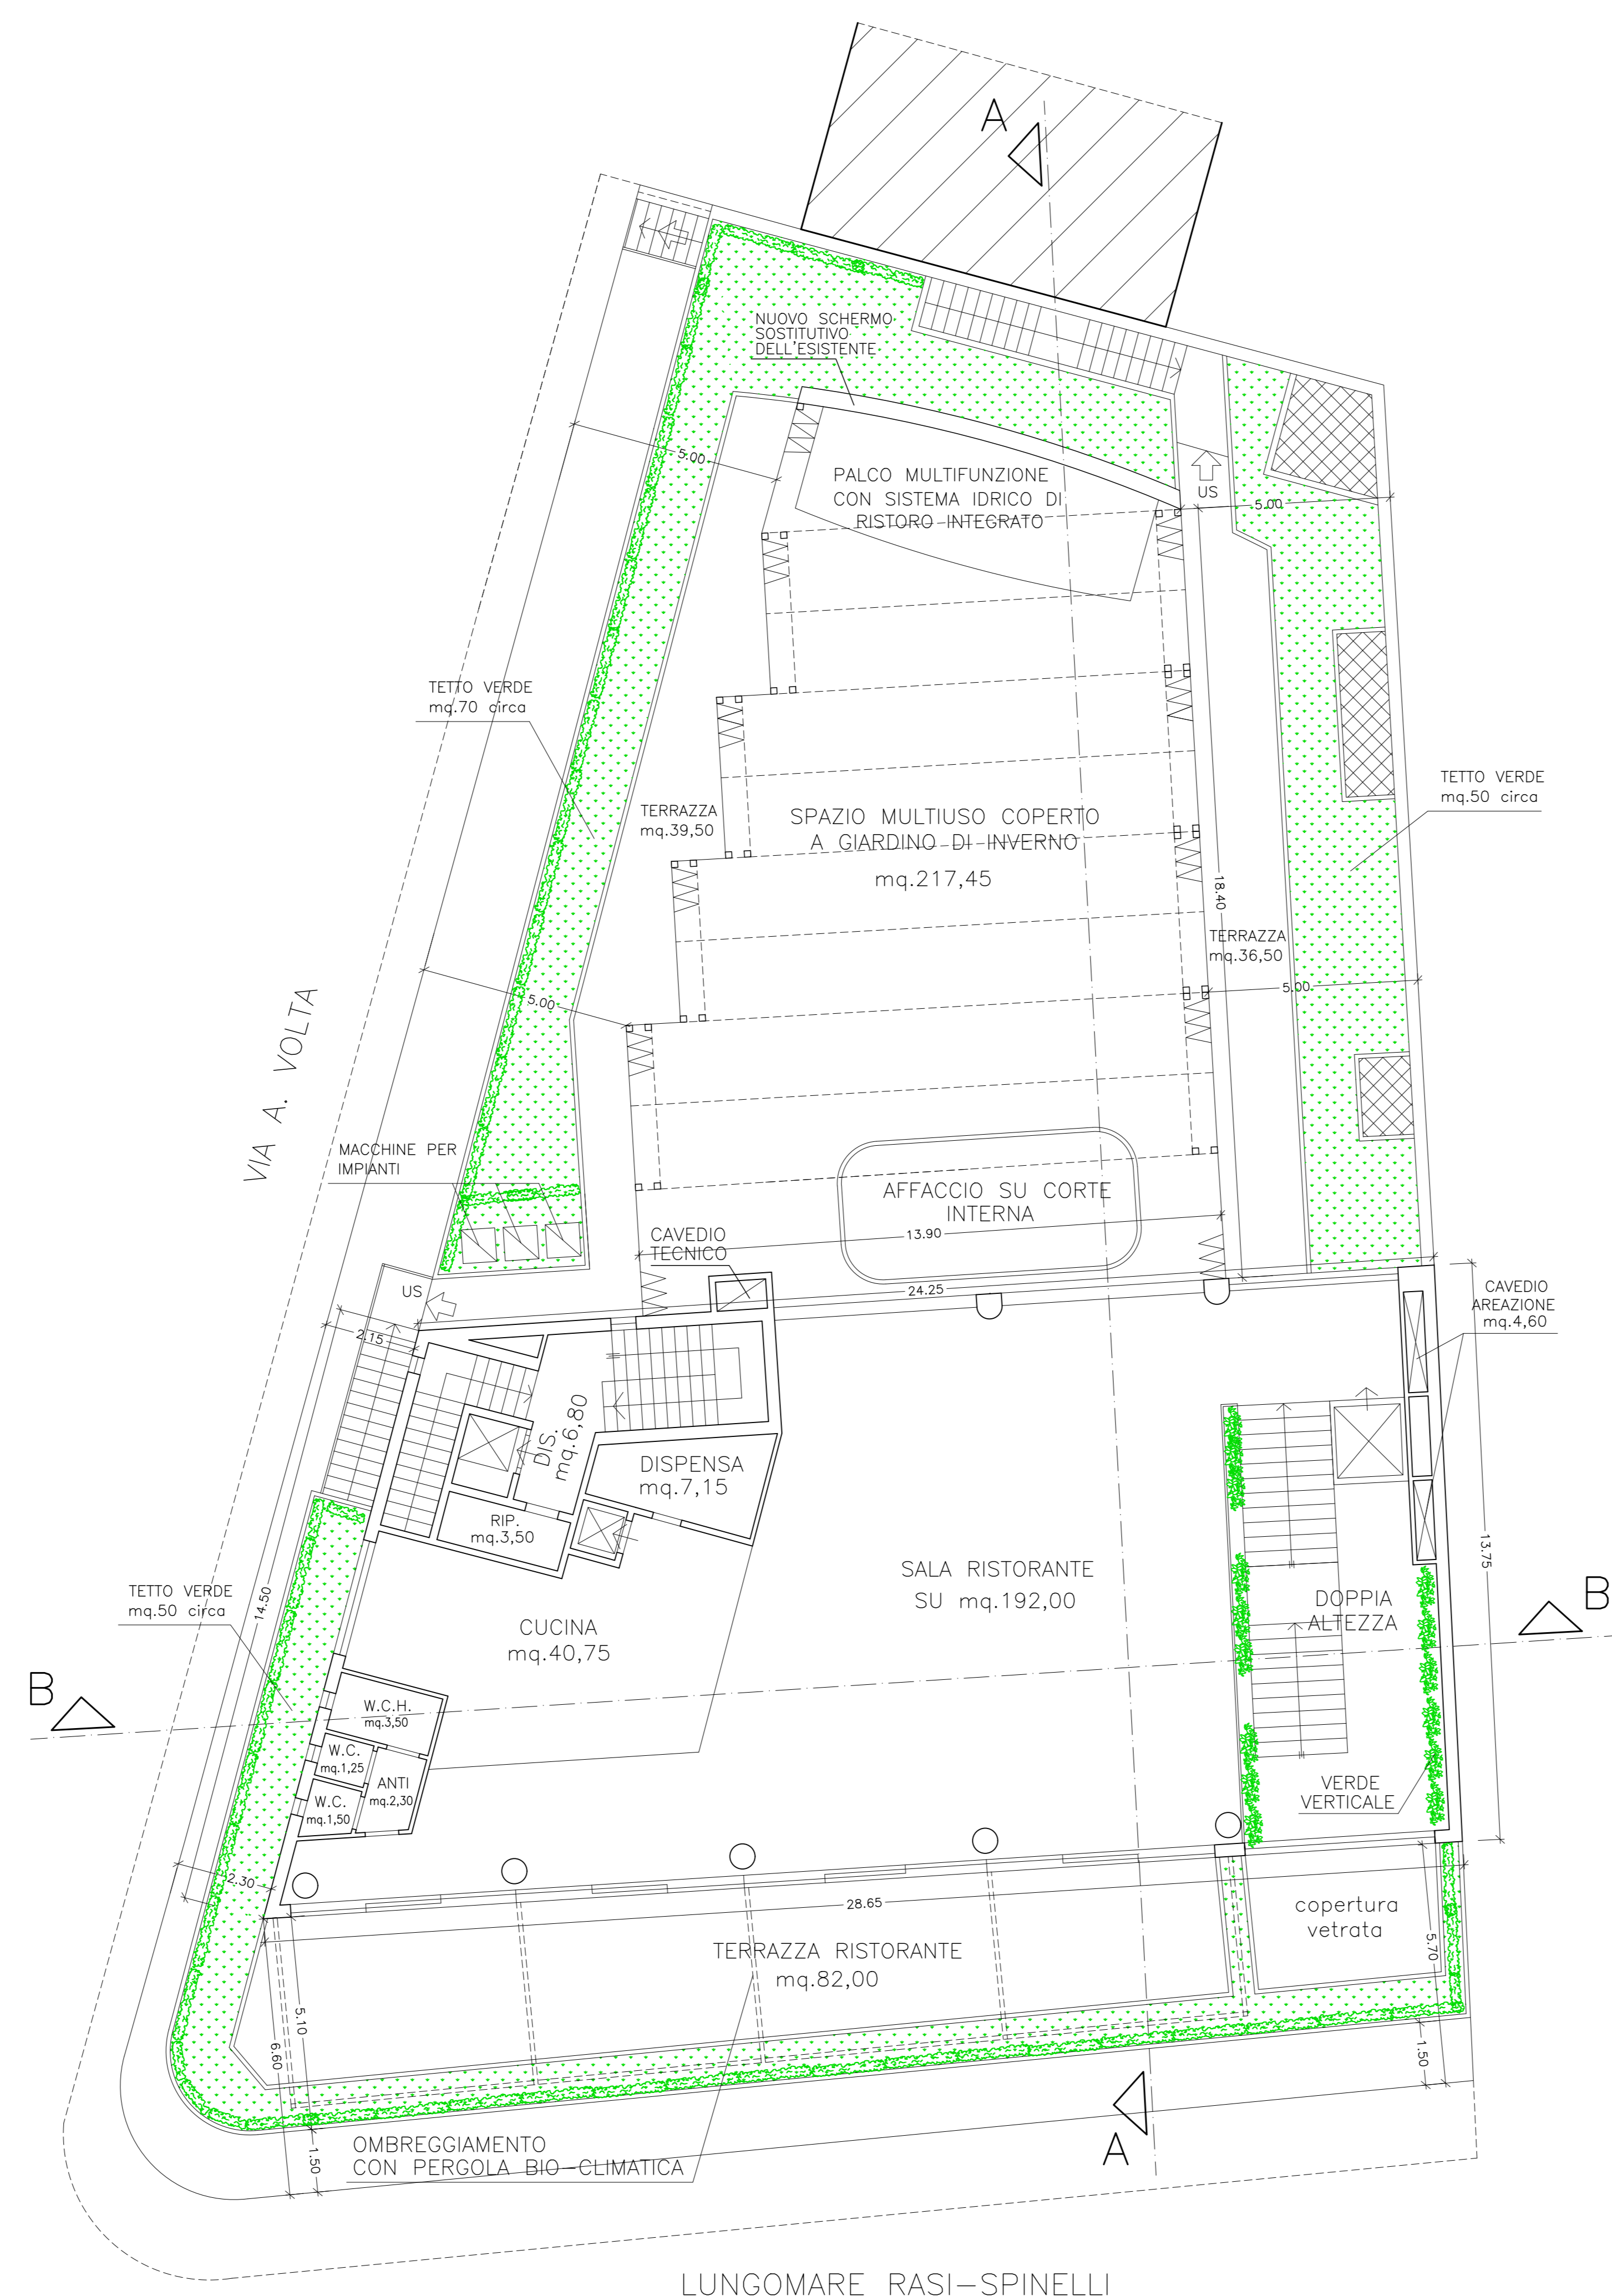 A
NUOVO SCHERMO
SOSTITUTIVO
DELL'ESISTENTE
5.00
PALCO MULTIFUNZIONE
CON SISTEMA IDRICO DI
RISTORO INTEGRATO
US
5.00
TETTO VERDE
mq.70 circa
TERRAZZA
mq.39,50
SPAZIO MULTIUSO COPERTO
A GIARDINO DI INVERNO
mq.217,45
TETTO VERDE
mq.50 circa
18.40
TERRAZZA
mq.36,50
5.00
5.00
VIA A. VOLTA
MACCHINE PER
IMPIANTI
AFFACCIO SU CORTE
INTERNA
13.90
CAVEDIO
TECNICO
24.25
US
2.15
CAVEDIO
AREAZIONE
mq.4,60
DIS.
mq.6,80
DISPENSA
mq.7,15
RIP.
mq.3,50
13.75
SALA RISTORANTE
SU mq.192,00
TETTO VERDE
mq.50 circa
14.50
CUCINA
mq.40,75
DOPPIA
ALTEZZA
B
B
W.C.H.
mq.3,50
W.C.
mq.1,25
ANTI
mq.2,30
W.C.
mq.1,50
VERDE
VERTICALE
2.30
28.65
copertura
vetrata
5.70
TERRAZZA RISTORANTE
mq.82,00
5.10
6.60
1.50
A
1.50
OMBREGGIAMENTO
CON PERGOLA BIO-CLIMATICA
LUNGOMARE RASI-SPINELLI